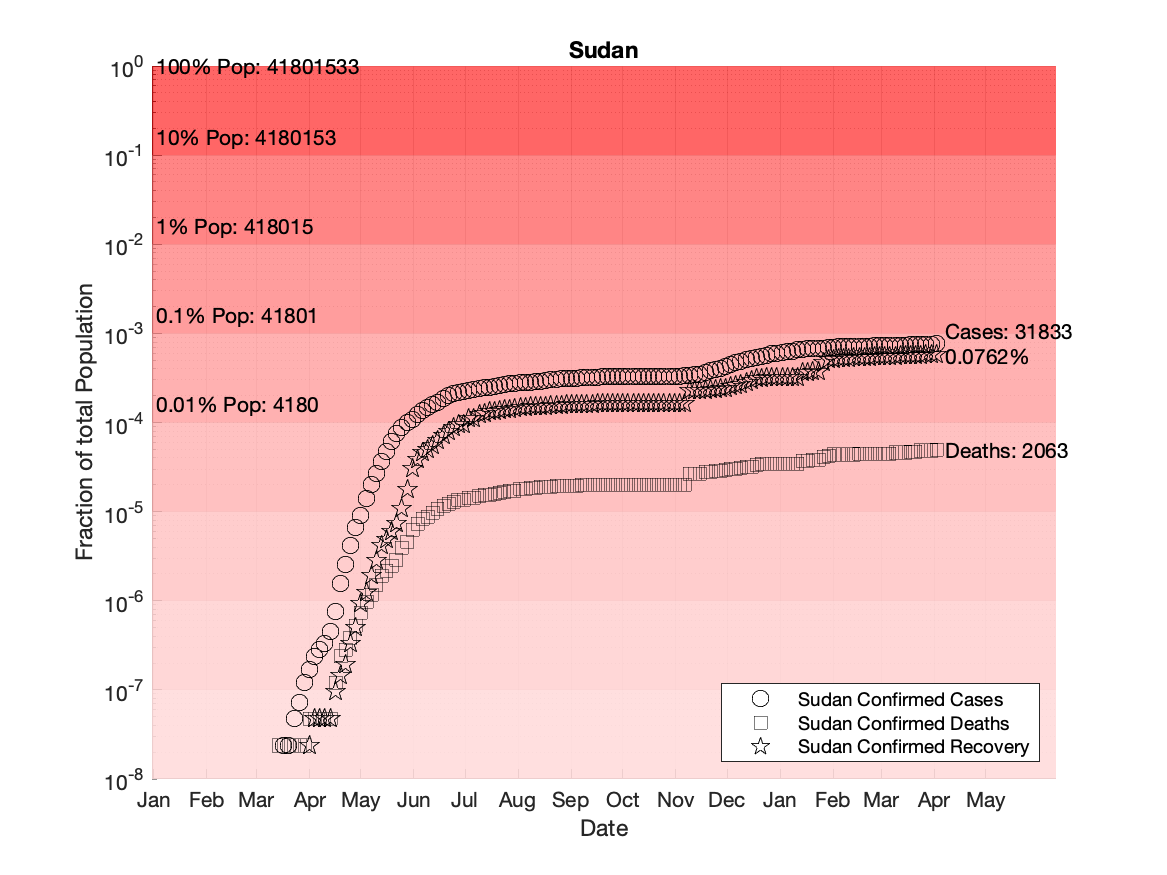 Sudan
10^0
100% Pop: 41801533
10% Pop: 4180153
10^-1
1% Pop: 418015
10^-2
0.1% Pop: 41801
10^-3
Cases: 31833
0.0762%
0.01% Pop: 4180
10^-4
Deaths: 2063
10^-5
10^-6
10^-7
10^-8
Fraction of total Population
Sudan Confirmed Cases
Sudan Confirmed Deaths
Sudan Confirmed Recovery
Jan Feb Mar Apr May Jun Jul Aug Sep Oct Nov Dec Jan Feb Mar Apr May
Date